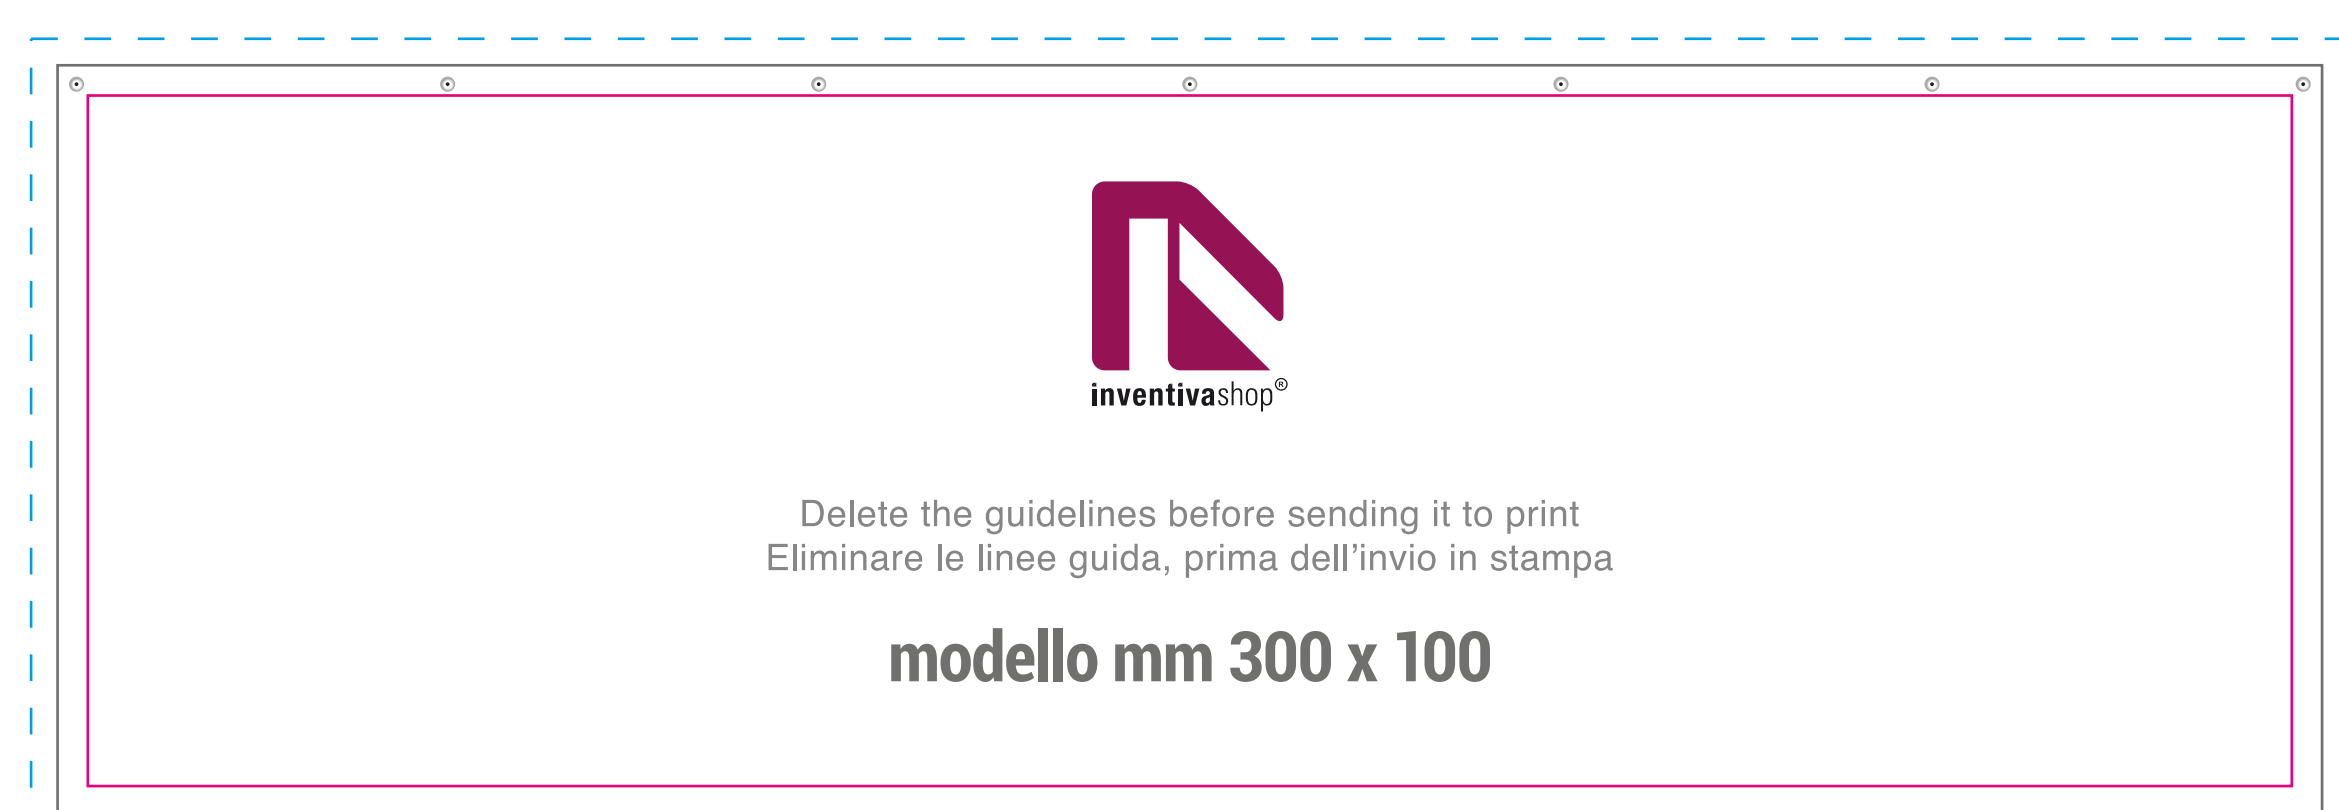 inventivashop®
Delete the guidelines before sending it to print
Eliminare le linee guida, prima dell'invio in stampa
modello mm 300 x 100